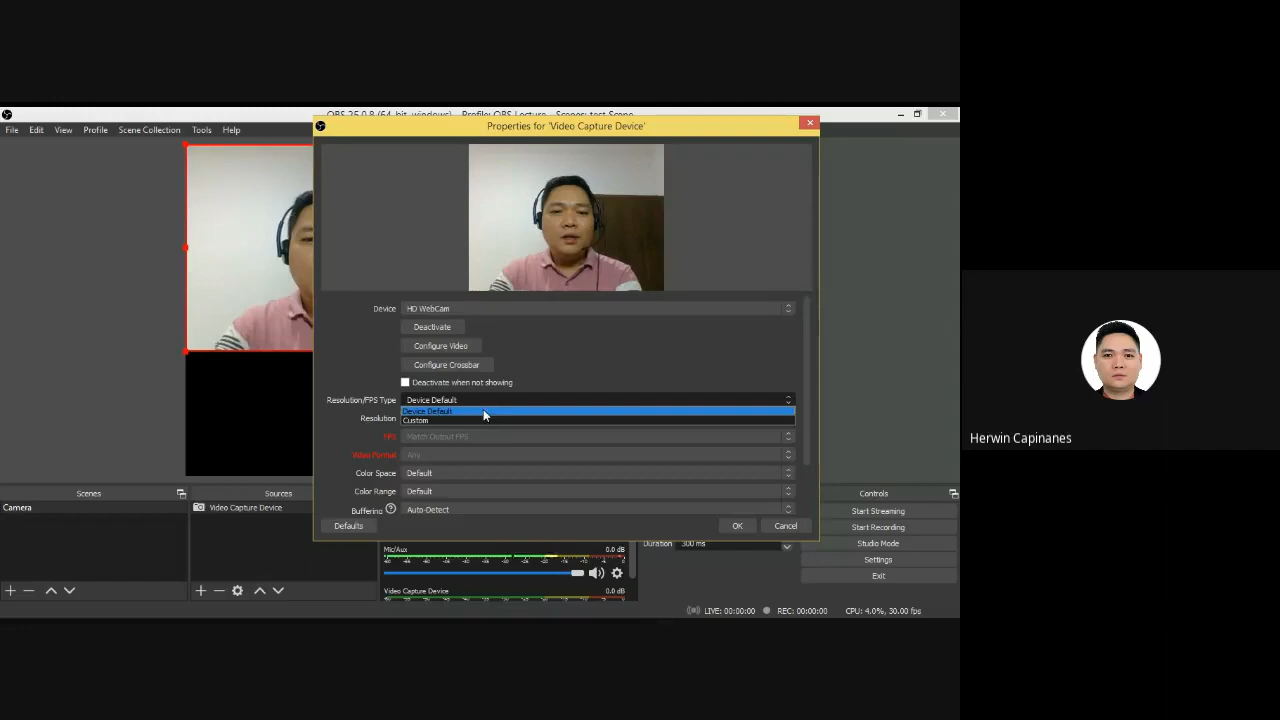 OBS 25.0.8 (64-bit, windows) - Profile: OBS Lecture - Scenes: test Scene
File Edit View Profile Scene Collection Tools Help
Properties for 'Video Capture Device'
Device HD WebCam
Deactivate
Configure Video
Configure Crossbar
Deactivate when not showing
Resolution/FPS Type Device Default
Device Default
Resolution
Custom
FPS Match Output FPS
Video Format Any
Color Space Default
Color Range Default
Buffering ? Auto-Detect
Defaults OK Cancel
Scenes
Camera
Sources
Video Capture Device
Mic/Aux 0.0 dB
Video Capture Device 0.0 dB
Duration 300 ms
Controls
Start Streaming
Start Recording
Studio Mode
Settings
Exit
LIVE: 00:00:00 REC: 00:00:00 CPU: 4.0%, 30.00 fps
Herwin Capinanes